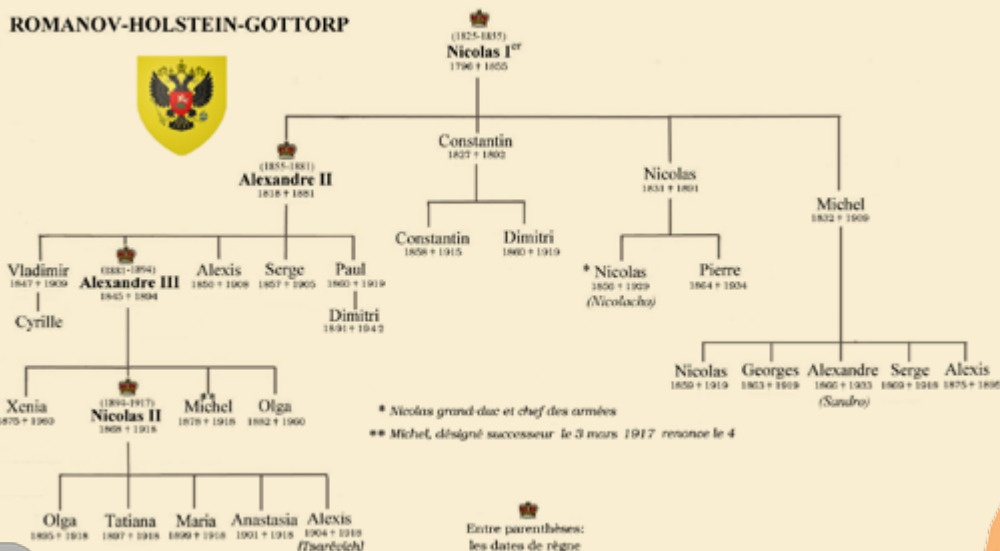 ROMANOV-HOLSTEIN-GOTTORP
(1825-1855)
Nicolas Ier
1796 † 1855
(1855-1881)
Alexandre II
1818 † 1881
Constantin
1827 † 1892
Nicolas
1831 † 1891
Michel
1832 † 1909
Vladimir
1847 † 1909
(1881-1894)
Alexandre III
1845 † 1894
Alexis
1850 † 1908
Serge
1857 † 1905
Paul
1860 † 1919
Constantin
1858 † 1915
Dimitri
1860 † 1919
* Nicolas
1856 † 1929
(Nicolacha)
Pierre
1864 † 1934
Cyrille
Dimitri
1891 † 1942
Nicolas
1859 † 1919
Georges
1863 † 1919
Alexandre
1866 † 1933
(Sandro)
Serge
1869 † 1918
Alexis
1875 † 1895
Xenia
1875 † 1960
(1894-1917)
Nicolas II
1868 † 1918
**
Michel
1878 † 1918
Olga
1882 † 1960
* Nicolas grand-duc et chef des armées
** Michel, désigné successeur le 3 mars 1917 renonce le 4
Olga
1895 † 1918
Tatiana
1897 † 1918
Maria
1899 † 1918
Anastasia
1901 † 1918
Alexis
1904 † 1918
[Tsarévich]
Entre parenthèses:
les dates de règne